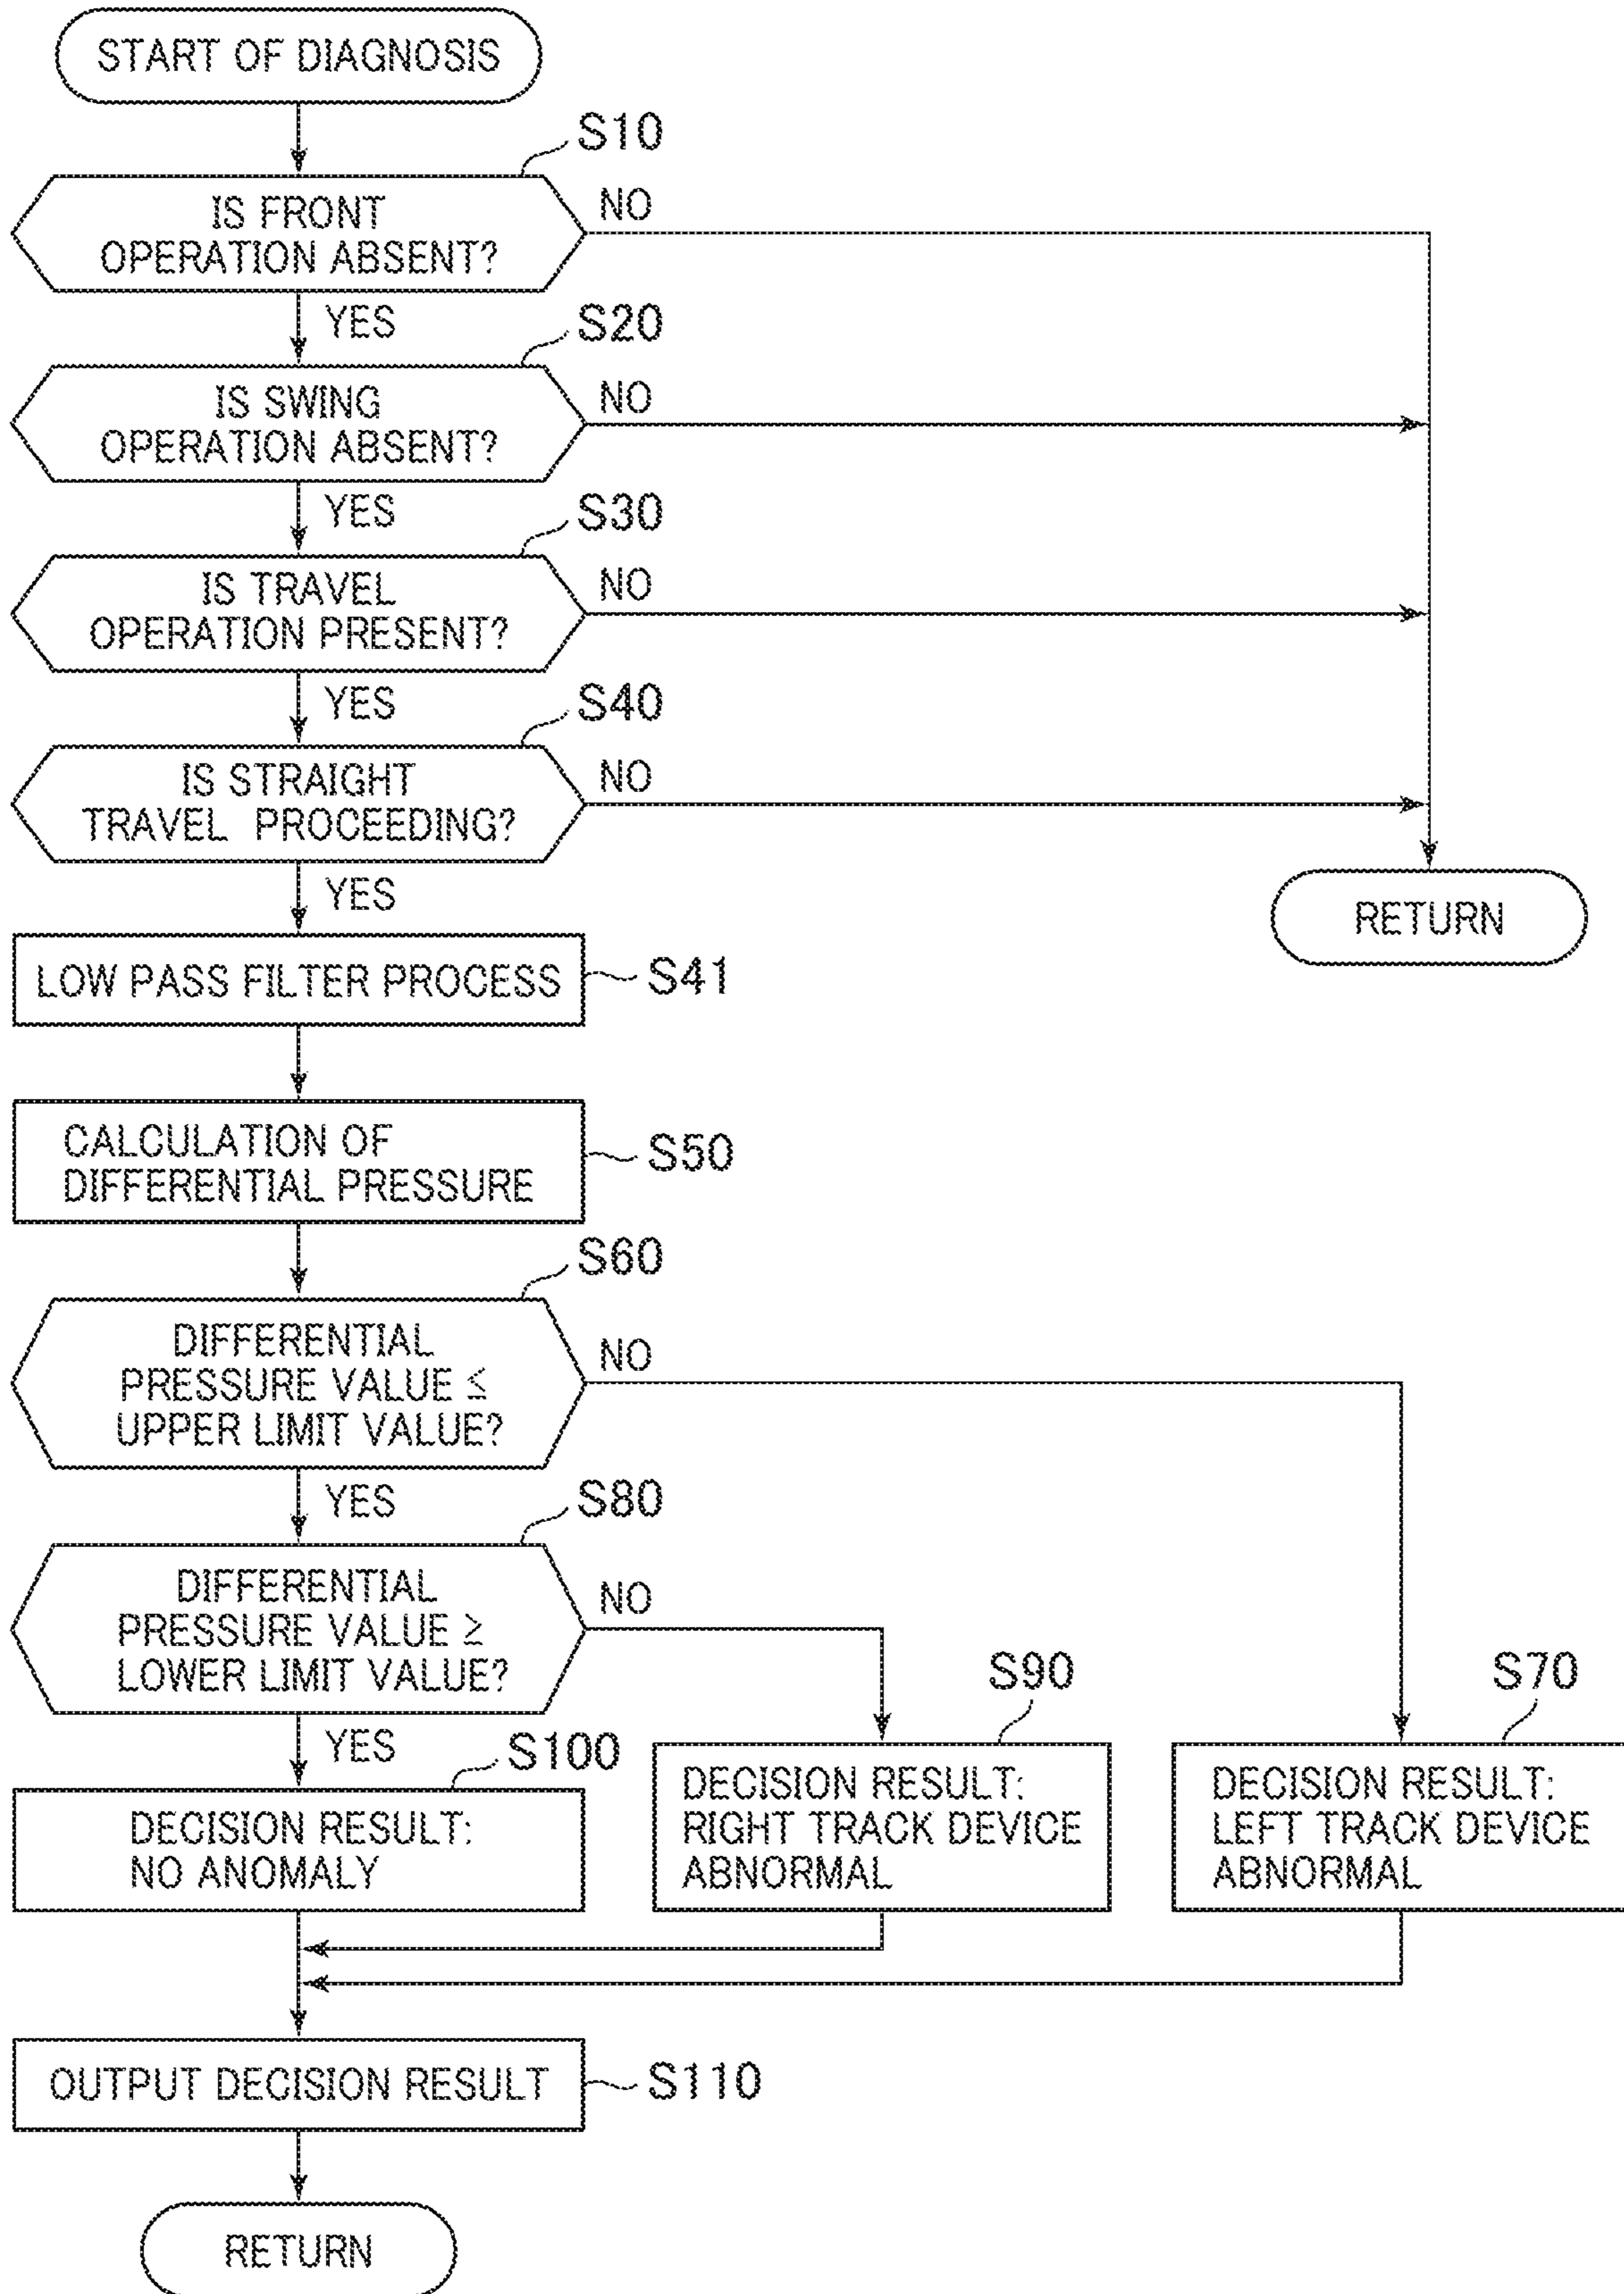 START OF DIAGNOSIS
S10
IS FRONT
OPERATION ABSENT?
NO
YES
S20
IS SWING
OPERATION ABSENT?
NO
YES
S30
IS TRAVEL
OPERATION PRESENT?
NO
YES
S40
IS STRAIGHT
TRAVEL PROCEEDING?
NO
YES
RETURN
LOW PASS FILTER PROCESS
S41
CALCULATION OF
DIFFERENTIAL PRESSURE
S50
S60
DIFFERENTIAL
PRESSURE VALUE ≤
UPPER LIMIT VALUE?
NO
YES
S80
DIFFERENTIAL
PRESSURE VALUE ≥
LOWER LIMIT VALUE?
NO
YES
S100
DECISION RESULT:
NO ANOMALY
S90
DECISION RESULT:
RIGHT TRACK DEVICE
ABNORMAL
S70
DECISION RESULT:
LEFT TRACK DEVICE
ABNORMAL
OUTPUT DECISION RESULT
S110
RETURN